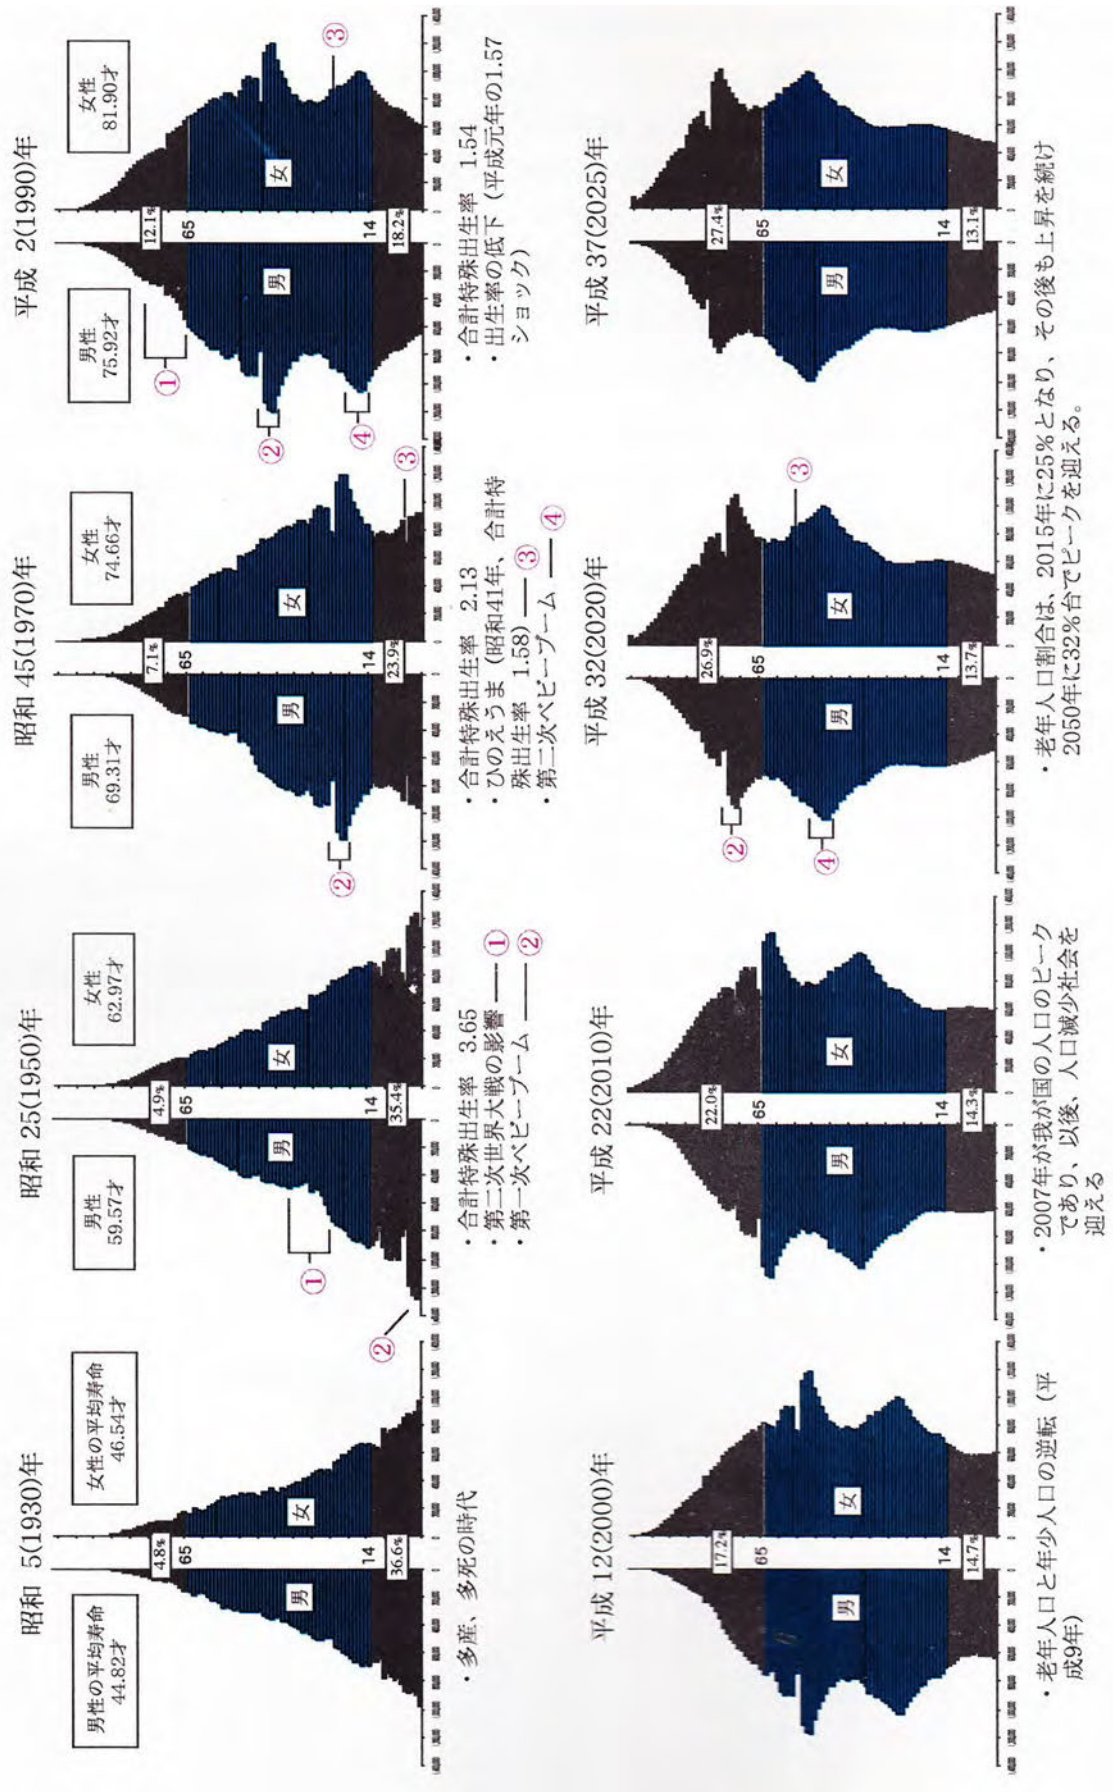 昭和 5(1930)年
男性の平均寿命
44.82才
女性の平均寿命
46.54才
4.8%
65
男
女
14
36.6%
・多産、多死の時代
昭和 25(1950)年
男性
59.57才
女性
62.97才
4.9%
65
男
女
14
35.4%
①
②
・合計特殊出生率 3.65
・第二次世界大戦の影響 ―― ①
・第一次ベビーブーム ―― ②
昭和 45(1970)年
男性
69.31才
女性
74.66才
7.1%
65
男
女
14
23.9%
②
③
・合計特殊出生率 2.13
・ひのえうま（昭和41年、合計特
殊出生率 1.58）―― ③
・第二次ベビーブーム ―― ④
平成 2(1990)年
男性
75.92才
女性
81.90才
12.1%
65
男
女
14
18.2%
①
②
③
④
・合計特殊出生率 1.54
・出生率の低下（平成元年の1.57
ショック）
平成 12(2000)年
17.2%
65
男
女
14
14.7%
・老年人口と年少人口の逆転（平
成9年）
平成 22(2010)年
22.0%
65
男
女
14
14.3%
・2007年が我が国の人口のピーク
であり、以後、人口減少社会を
迎える
平成 32(2020)年
26.9%
65
男
女
14
13.7%
②
③
④
平成 37(2025)年
27.4%
65
男
女
14
13.1%
・老年人口割合は、2015年に25%となり、その後も上昇を続け
2050年に32%台でピークを迎える。